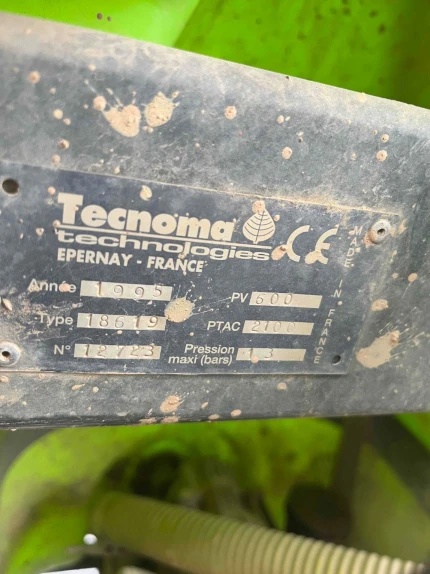 Tecnoma CE
technologies
EPERNAY - FRANCE
Année 1995 PV 600
Type 18619 PTAC 2100
N° 12723 Pression maxi (bars) 13
MADE IN FRANCE